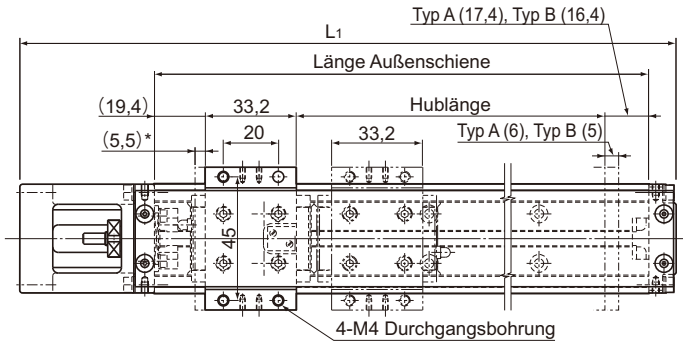 Typ A (17,4), Typ B (16,4)
L1
Länge Außenschiene
(19,4)
33,2
Hublänge
(5,5)*
20
33,2
Typ A (6), Typ B (5)
45
4-M4 Durchgangsbohrung